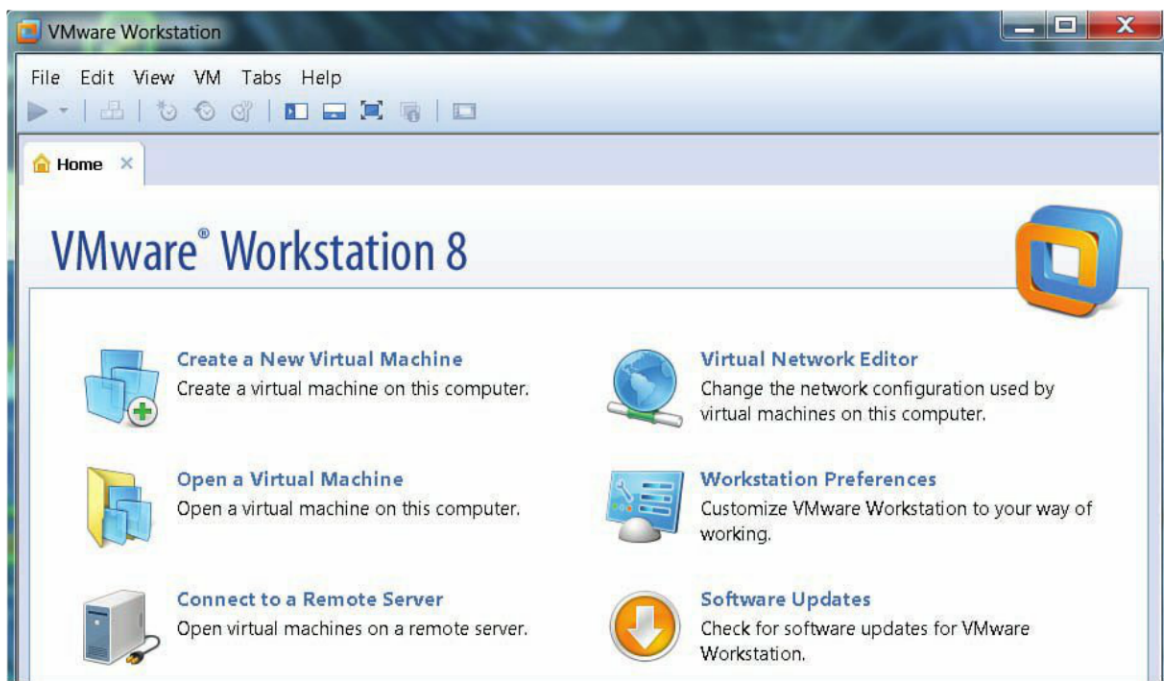 VMware Workstation
File Edit View VM Tabs Help
Home
VMware® Workstation 8
Create a New Virtual Machine
Create a virtual machine on this computer.
Open a Virtual Machine
Open a virtual machine on this computer.
Connect to a Remote Server
Open virtual machines on a remote server.
Virtual Network Editor
Change the network configuration used by
virtual machines on this computer.
Workstation Preferences
Customize VMware Workstation to your way of
working.
Software Updates
Check for software updates for VMware
Workstation.